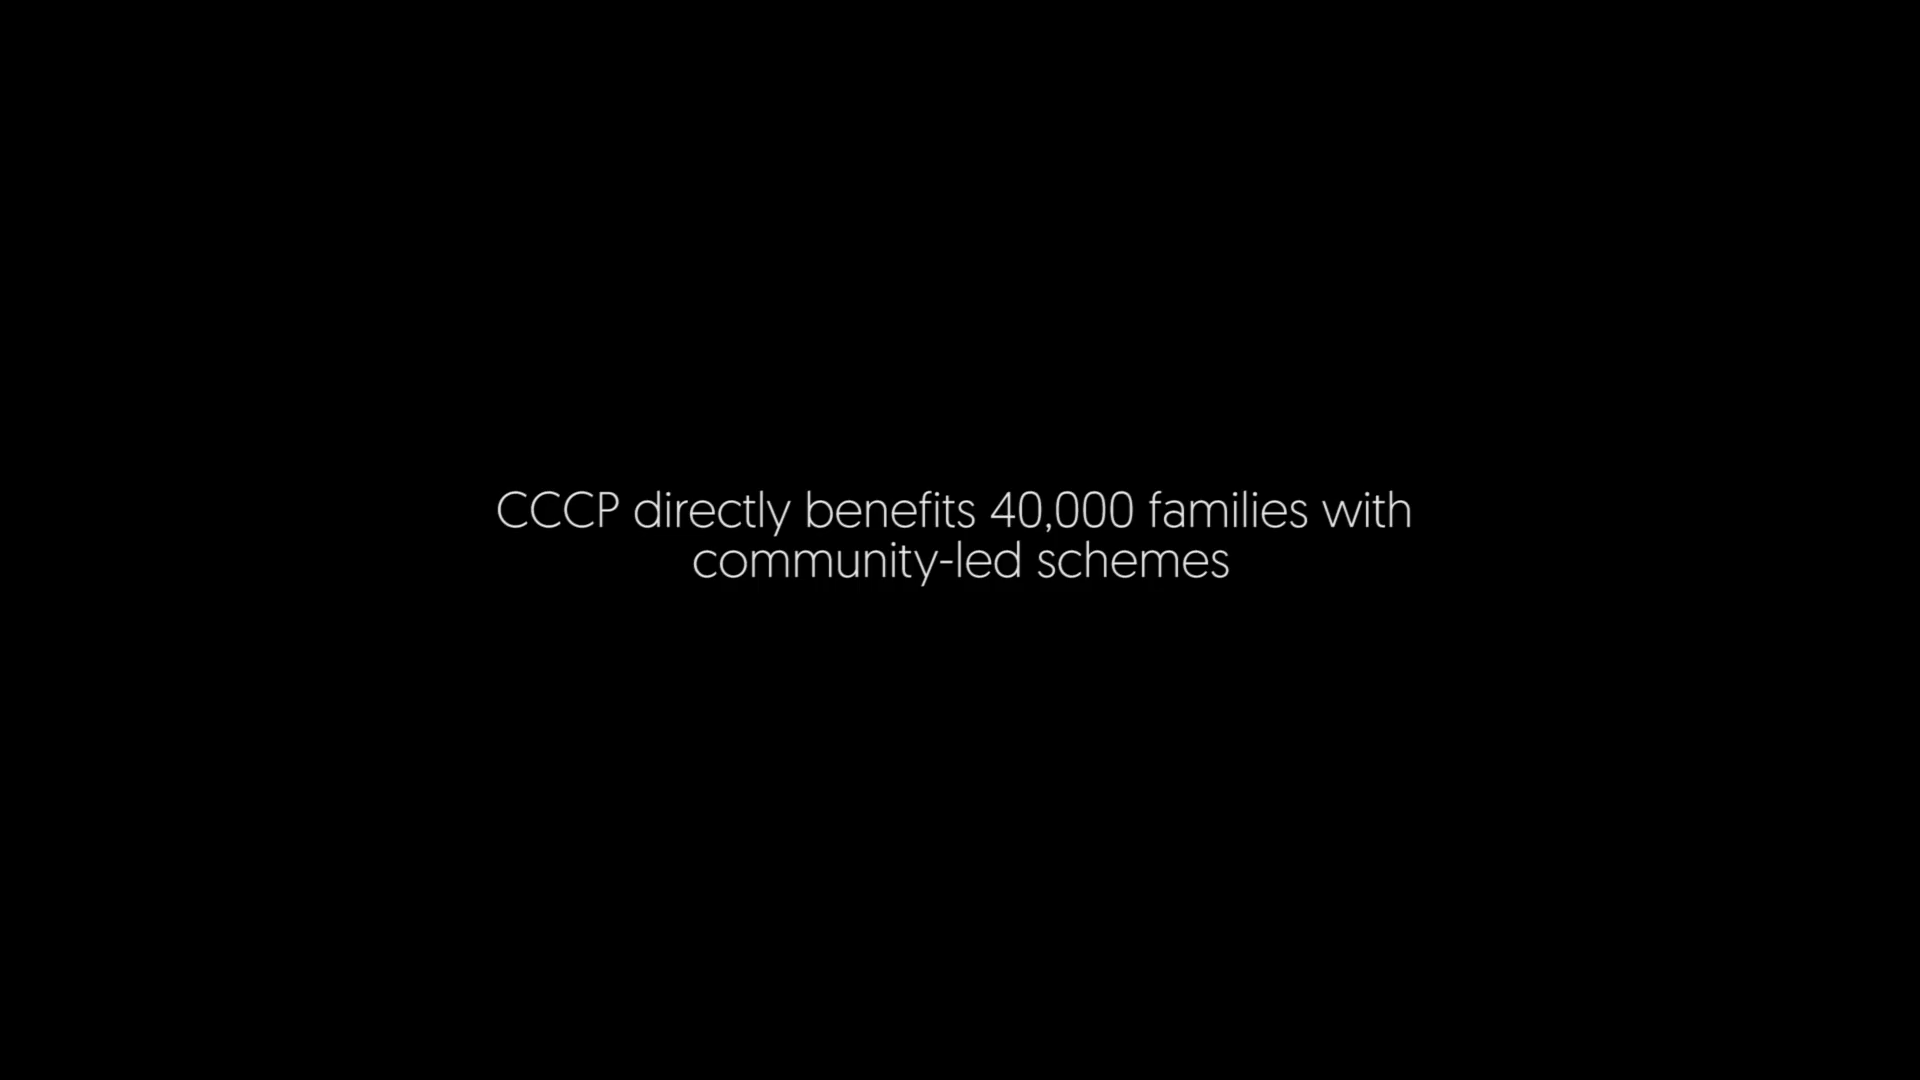 CCCP directly benefits 40,000 families with
community-led schemes